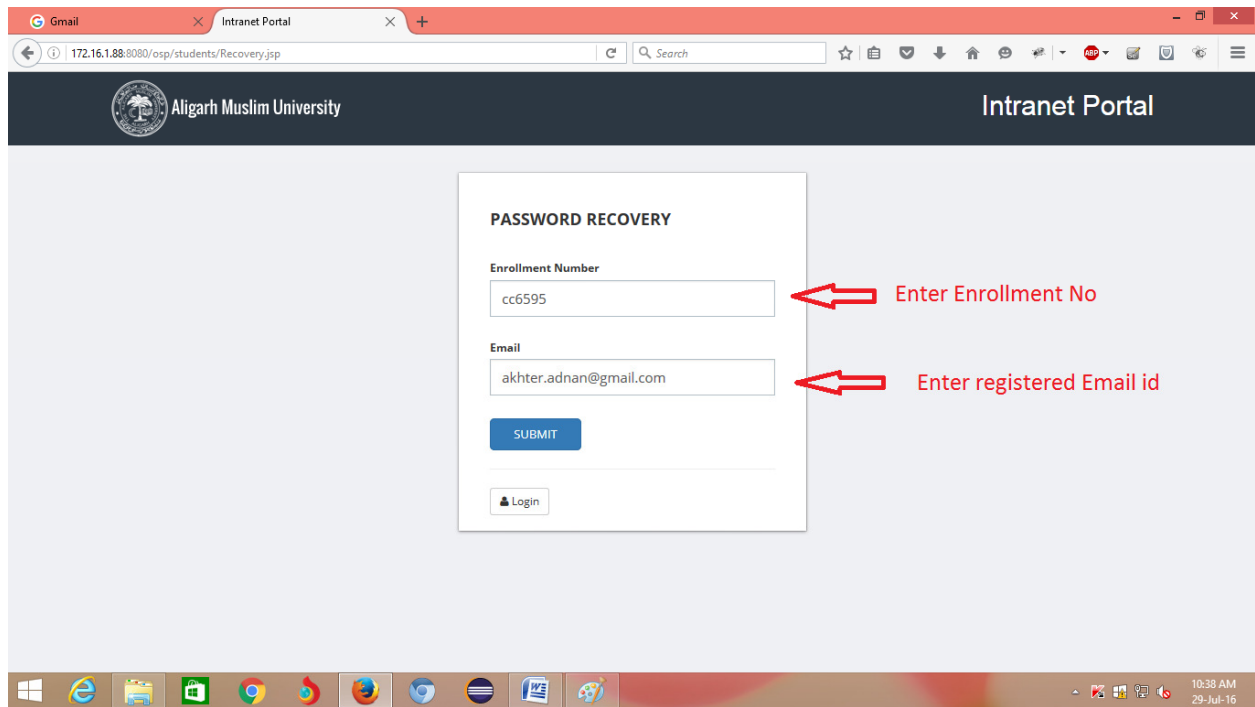 Gmail
Intranet Portal
172.16.1.88:8080/osp/students/Recovery.jsp
Search
ABP
Aligarh Muslim University
Intranet Portal
PASSWORD RECOVERY
Enrollment Number
cc6595
Enter Enrollment No
Email
akhter.adnan@gmail.com
Enter registered Email id
SUBMIT
Login
10:38 AM
29-Jul-16